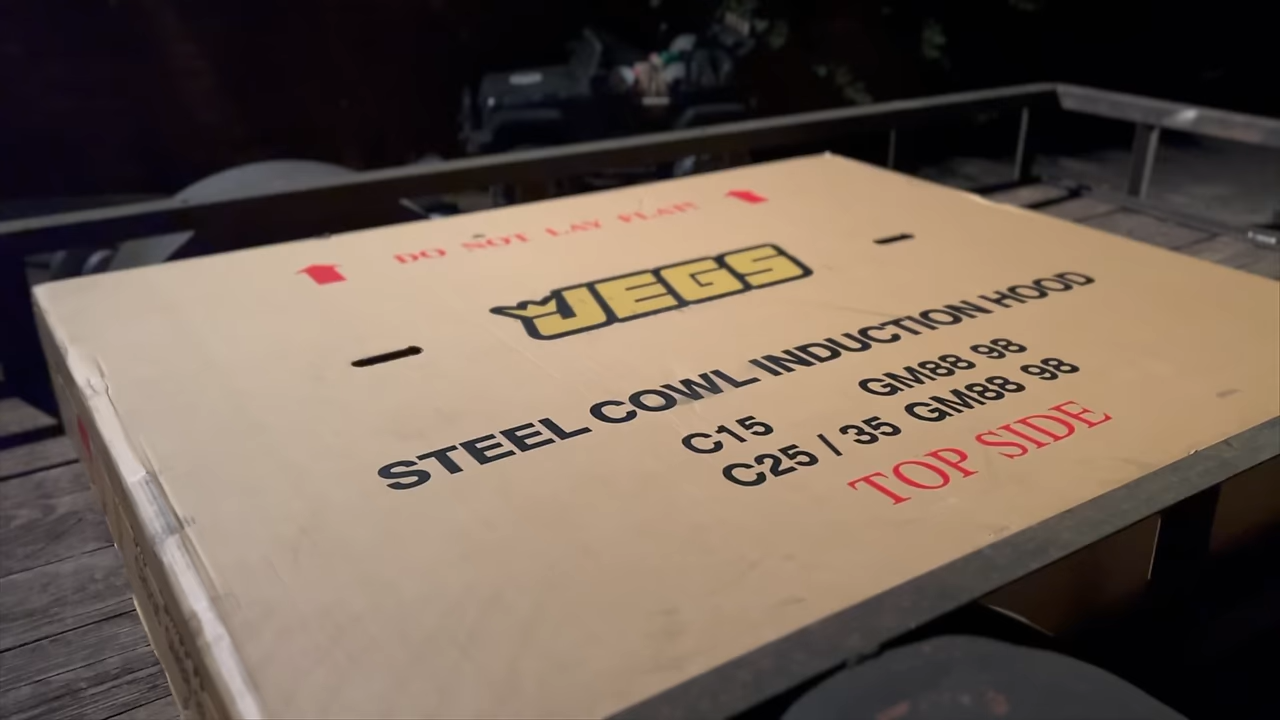 DO NOT LAY FLAT!
JEGS
STEEL COWL INDUCTION HOOD
C15 GM88 98
C25 / 35 GM88 98
TOP SIDE